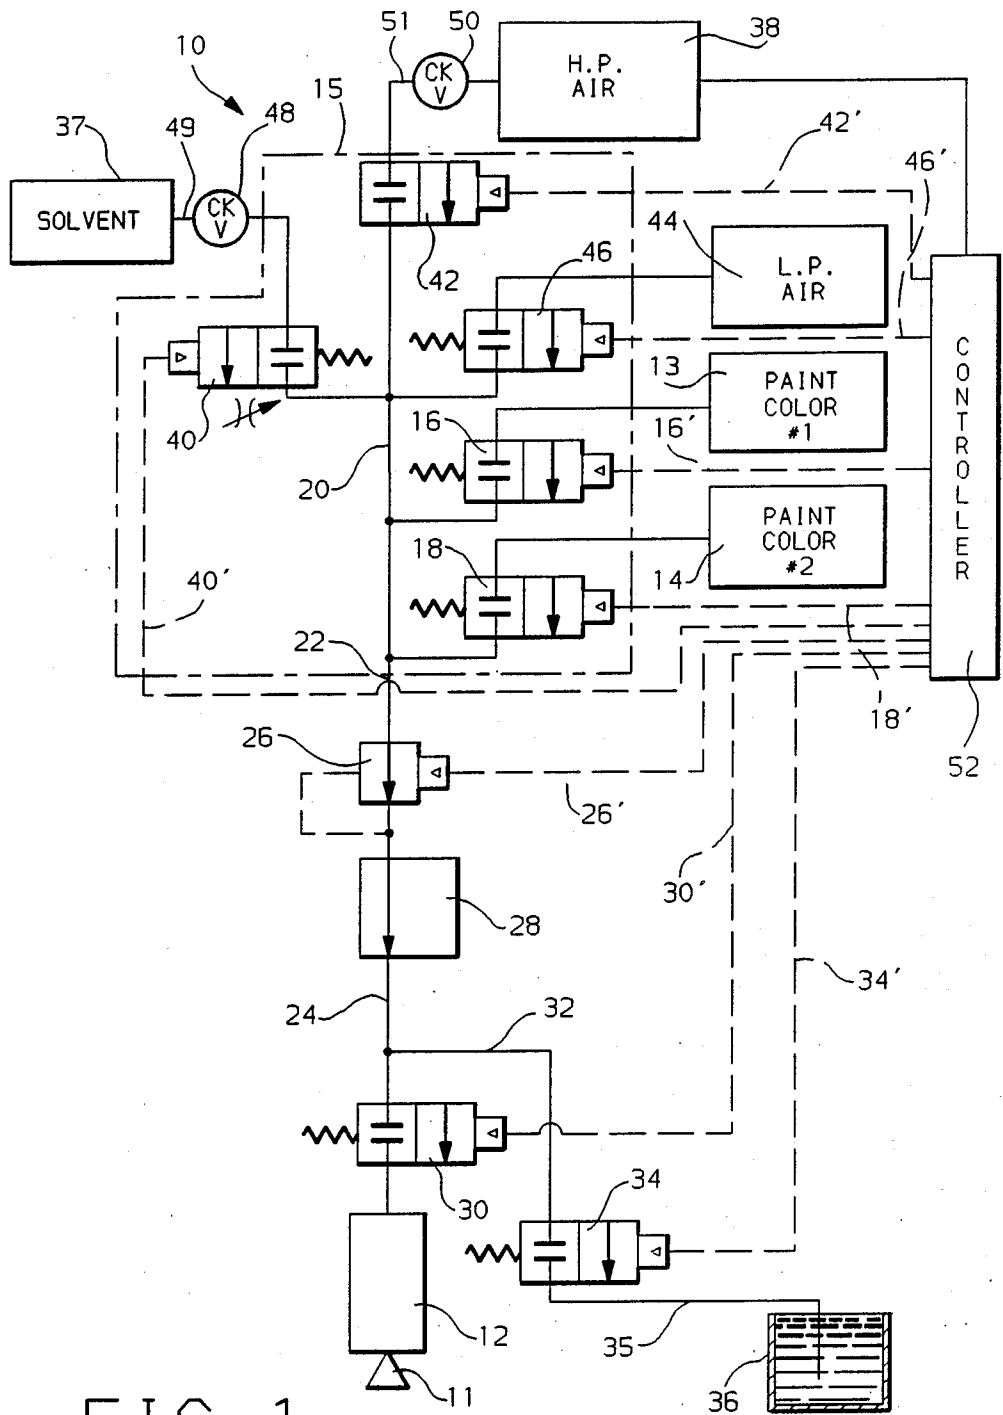 51
50
38
10
CK
V
H.P.
AIR
15
42´
37
49
48
46´
SOLVENT
CK
V
44
42
46
L.P.
AIR
CONTROLLER
13
PAINT
COLOR
#1
40
16
16´
20
PAINT
COLOR
#2
18
14
40´
22
18´
26
52
26´
30´
28
24
32
34´
34
30
12
35
36
11
FIG. 1